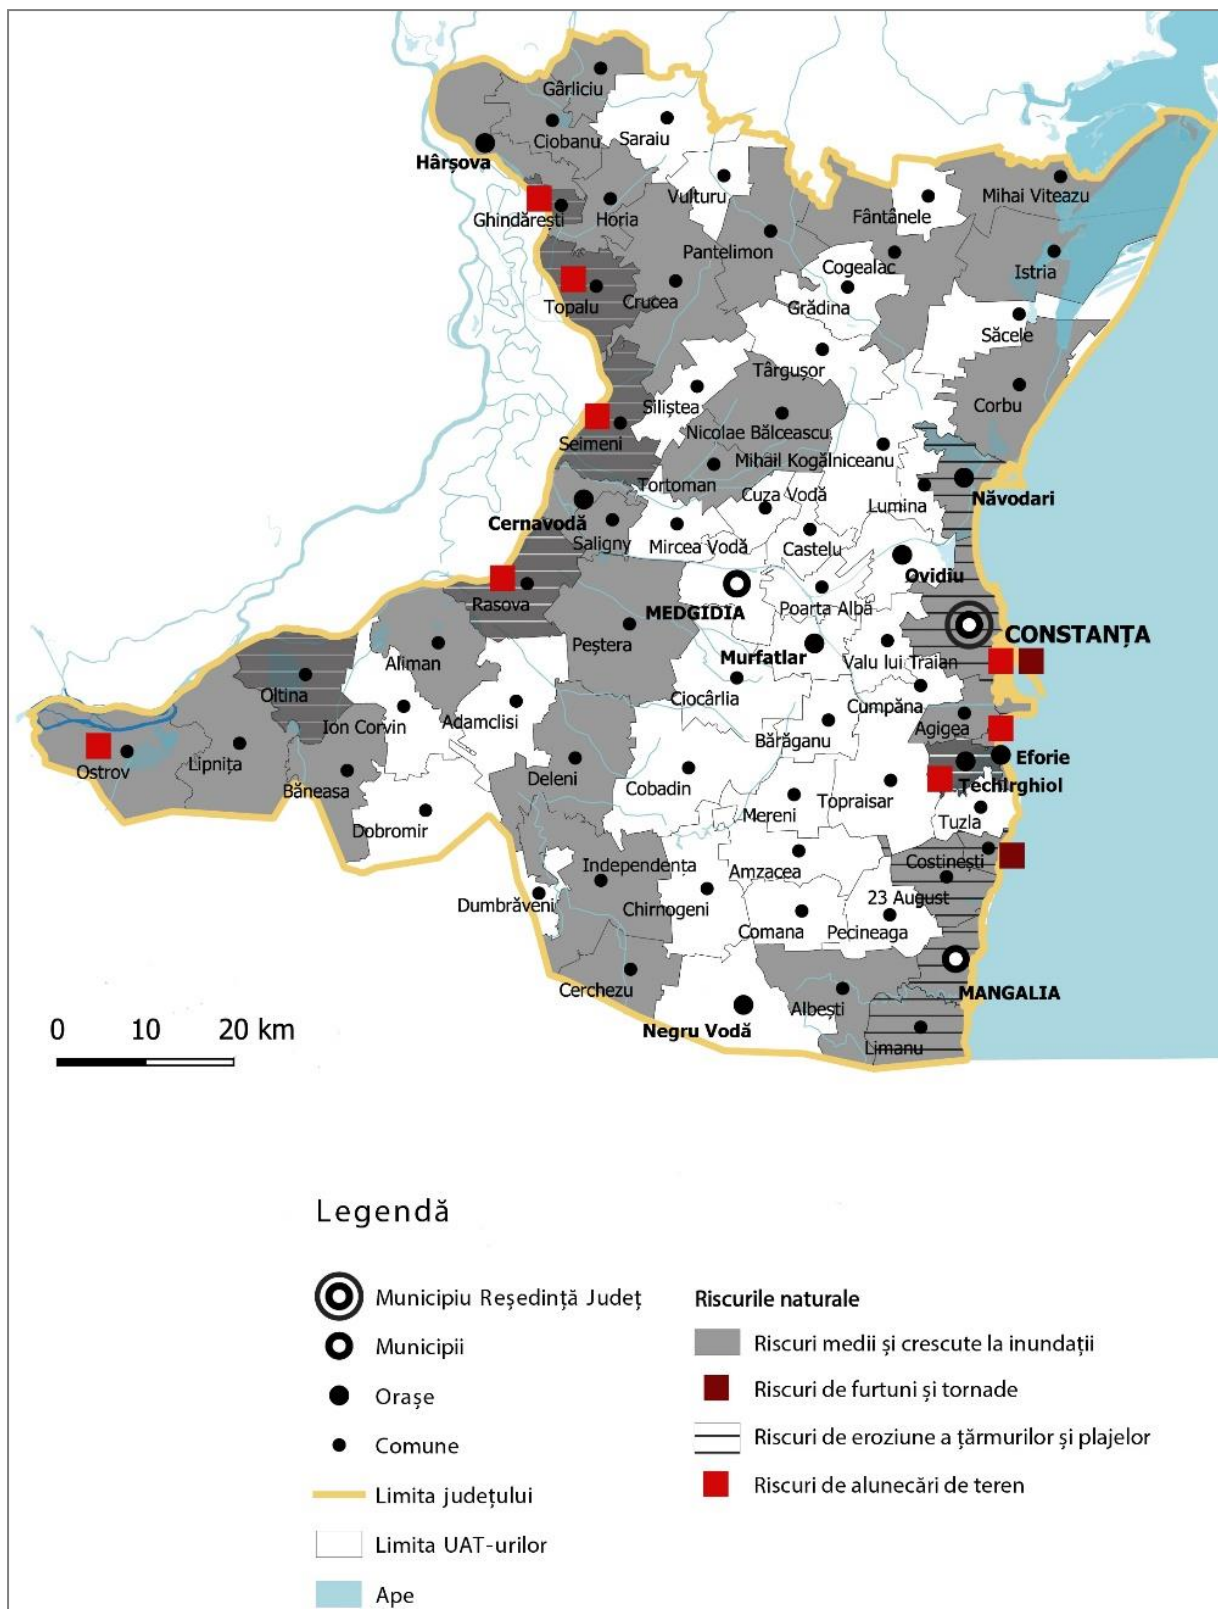 Gârliciu
Ciobanu
Saraiu
Hârșova
Vulturu
Mihai Viteazu
Ghindărești
Horia
Fântânele
Pantelimon
Cogealac
Istria
Topalu
Crucea
Grădina
Săcele
Târgușor
Siliștea
Corbu
Seimeni
Nicolae Bălceascu
Mihail Kogălniceanu
Tortoman
Cuza Vodă
Lumina
Năvodari
Cernavodă
Saligny
Mircea Vodă
Castelu
Ovidiu
Rasova
MEDGIDIA
Poarta Albă
Peștera
CONSTANȚA
Murfatlar
Valu lui Traian
Aliman
Ciocârlia
Oltina
Cumpăna
Ion Corvin
Adamclisi
Bărăganu
Agigea
Ostrov
Lipnița
Deleni
Eforie
Băneasa
Cobadin
Techirghiol
Topraisar
Mereni
Tuzla
Dobromir
Costinești
Independența
Amzacea
23 August
Dumbrăveni
Chirnogeni
Comana
Pecineaga
Cerchezu
MANGALIA
Albești
Negru Vodă
Limanu
0 10 20 km
Legendă
Municipiu Reședință Județ
Municipii
Orașe
Comune
Limita județului
Limita UAT-urilor
Ape
Riscurile naturale
Riscuri medii și crescute la inundații
Riscuri de furtuni și tornade
Riscuri de eroziune a țărmurilor și plajelor
Riscuri de alunecări de teren